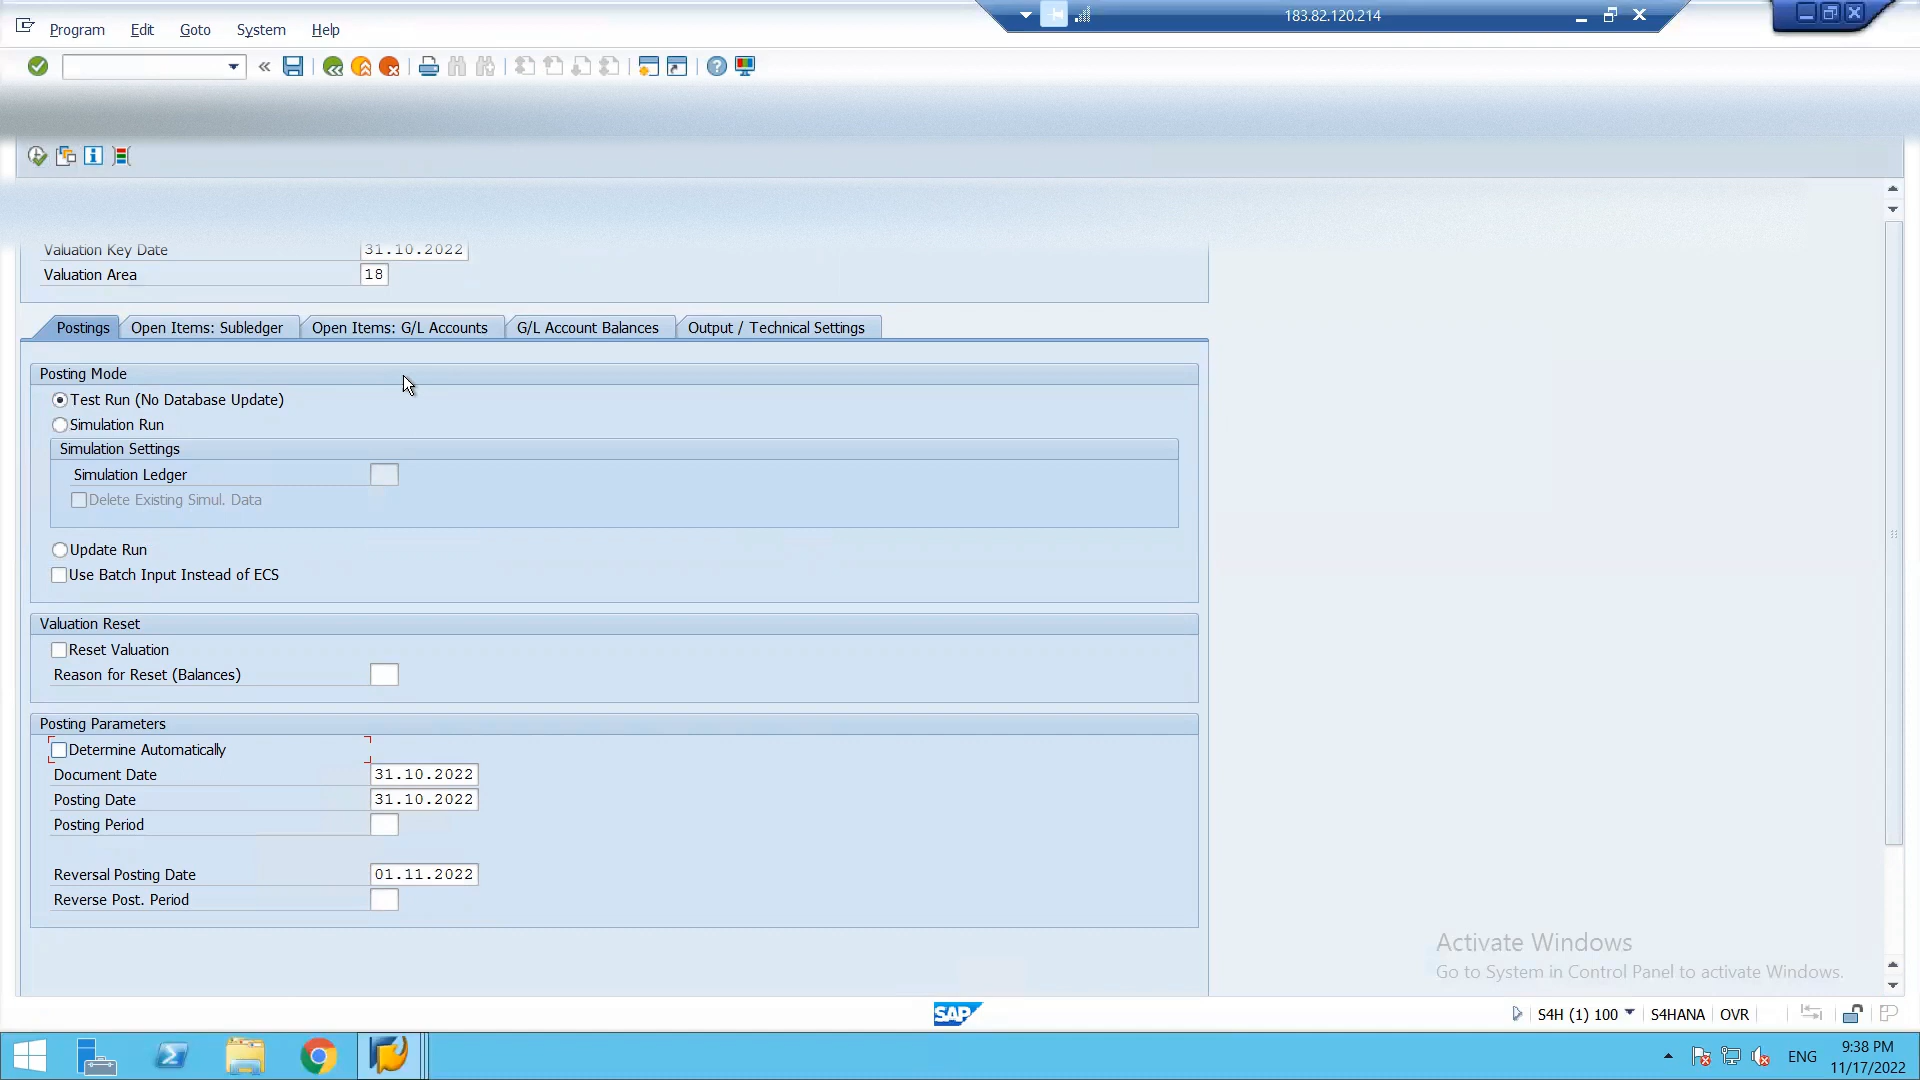 183.82.120.214
Program Edit Goto System Help
Valuation Key Date 31.10.2022
Valuation Area 18
Postings Open Items: Subledger Open Items: G/L Accounts G/L Account Balances Output / Technical Settings
Posting Mode
Test Run (No Database Update)
Simulation Run
Simulation Settings
Simulation Ledger
Delete Existing Simul. Data
Update Run
Use Batch Input Instead of ECS
Valuation Reset
Reset Valuation
Reason for Reset (Balances)
Posting Parameters
Determine Automatically
Document Date 31.10.2022
Posting Date 31.10.2022
Posting Period
Reversal Posting Date 01.11.2022
Reverse Post. Period
Activate Windows
Go to System in Control Panel to activate Windows.
SAP S4H (1) 100 S4HANA OVR
ENG 9:38 PM
11/17/2022